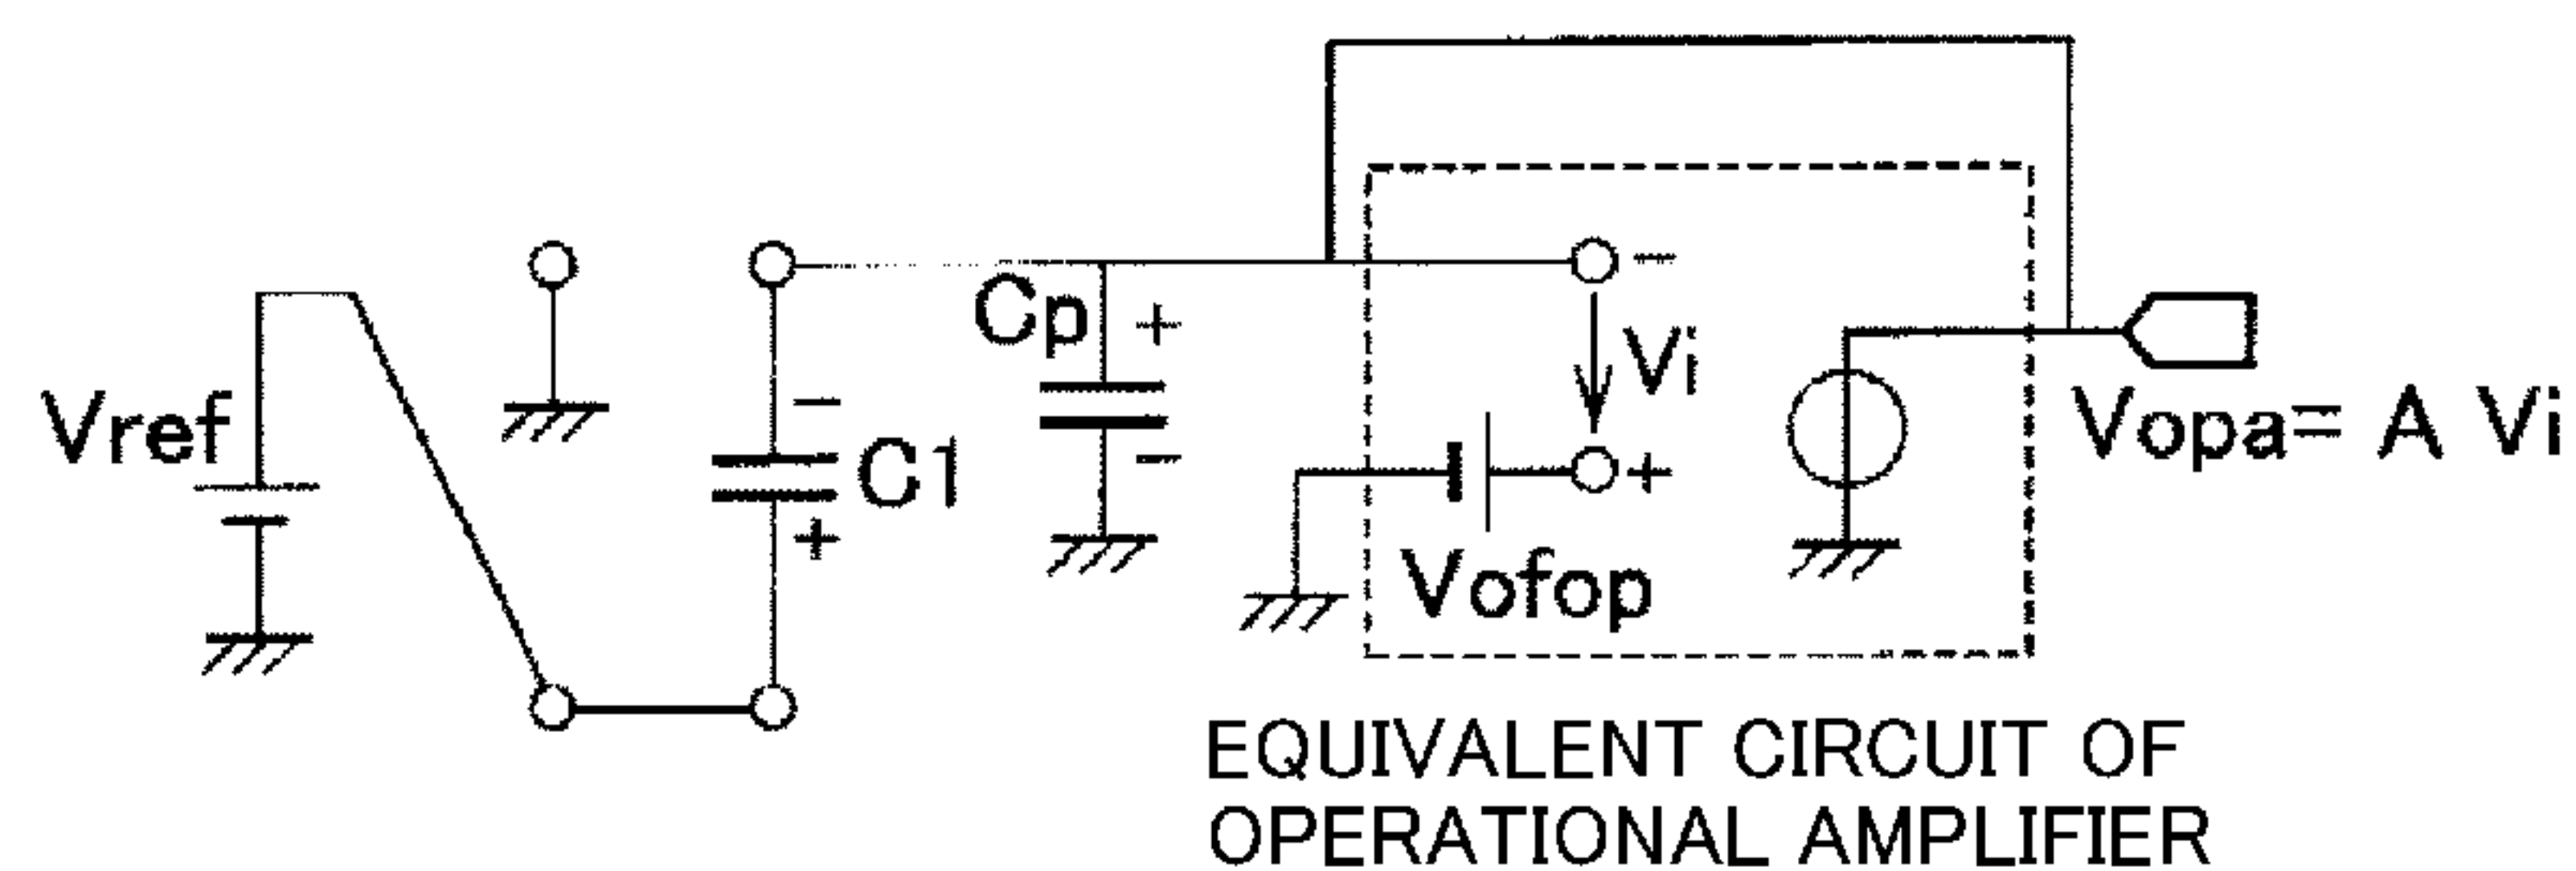 Cp
+
-
-
Vi
Vref
-
C1
+
+
-
Vopa= A Vi
Vofop
EQUIVALENT CIRCUIT OF
OPERATIONAL AMPLIFIER